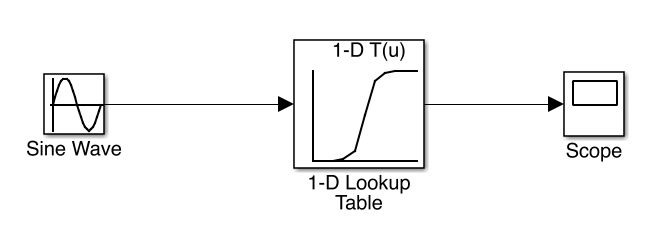 1-D T(u)
Sine Wave
1-D Lookup
Table
Scope